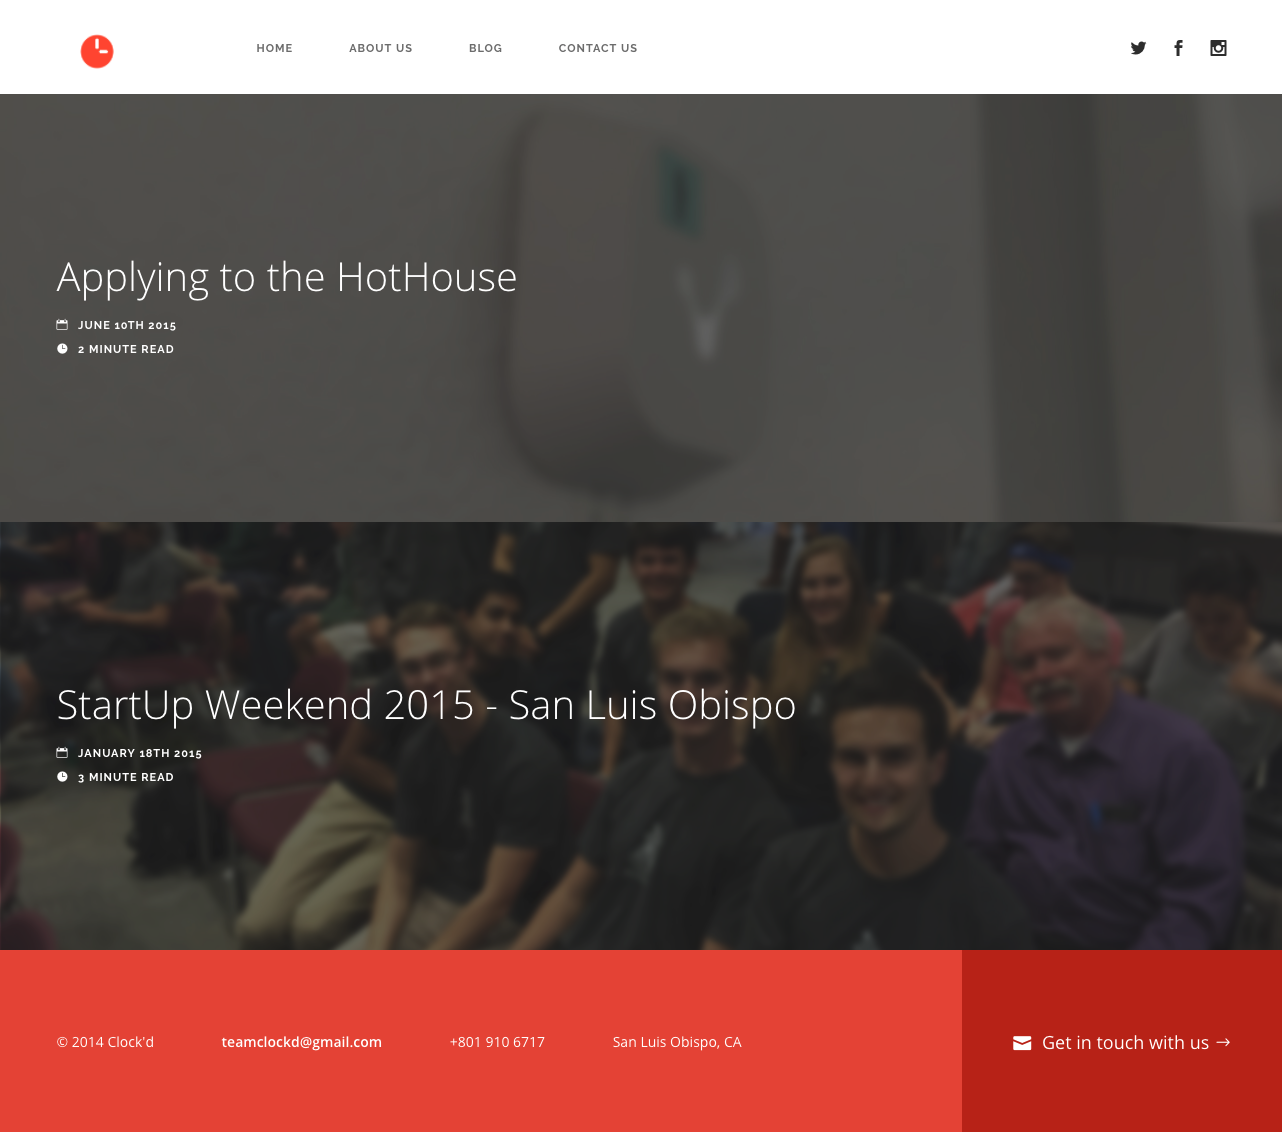 HOME ABOUT US BLOG CONTACT US
Applying to the HotHouse
JUNE 10TH 2015
2 MINUTE READ
StartUp Weekend 2015 - San Luis Obispo
JANUARY 18TH 2015
3 MINUTE READ
© 2014 Clock'd teamclockd@gmail.com +801 910 6717 San Luis Obispo, CA
Get in touch with us →